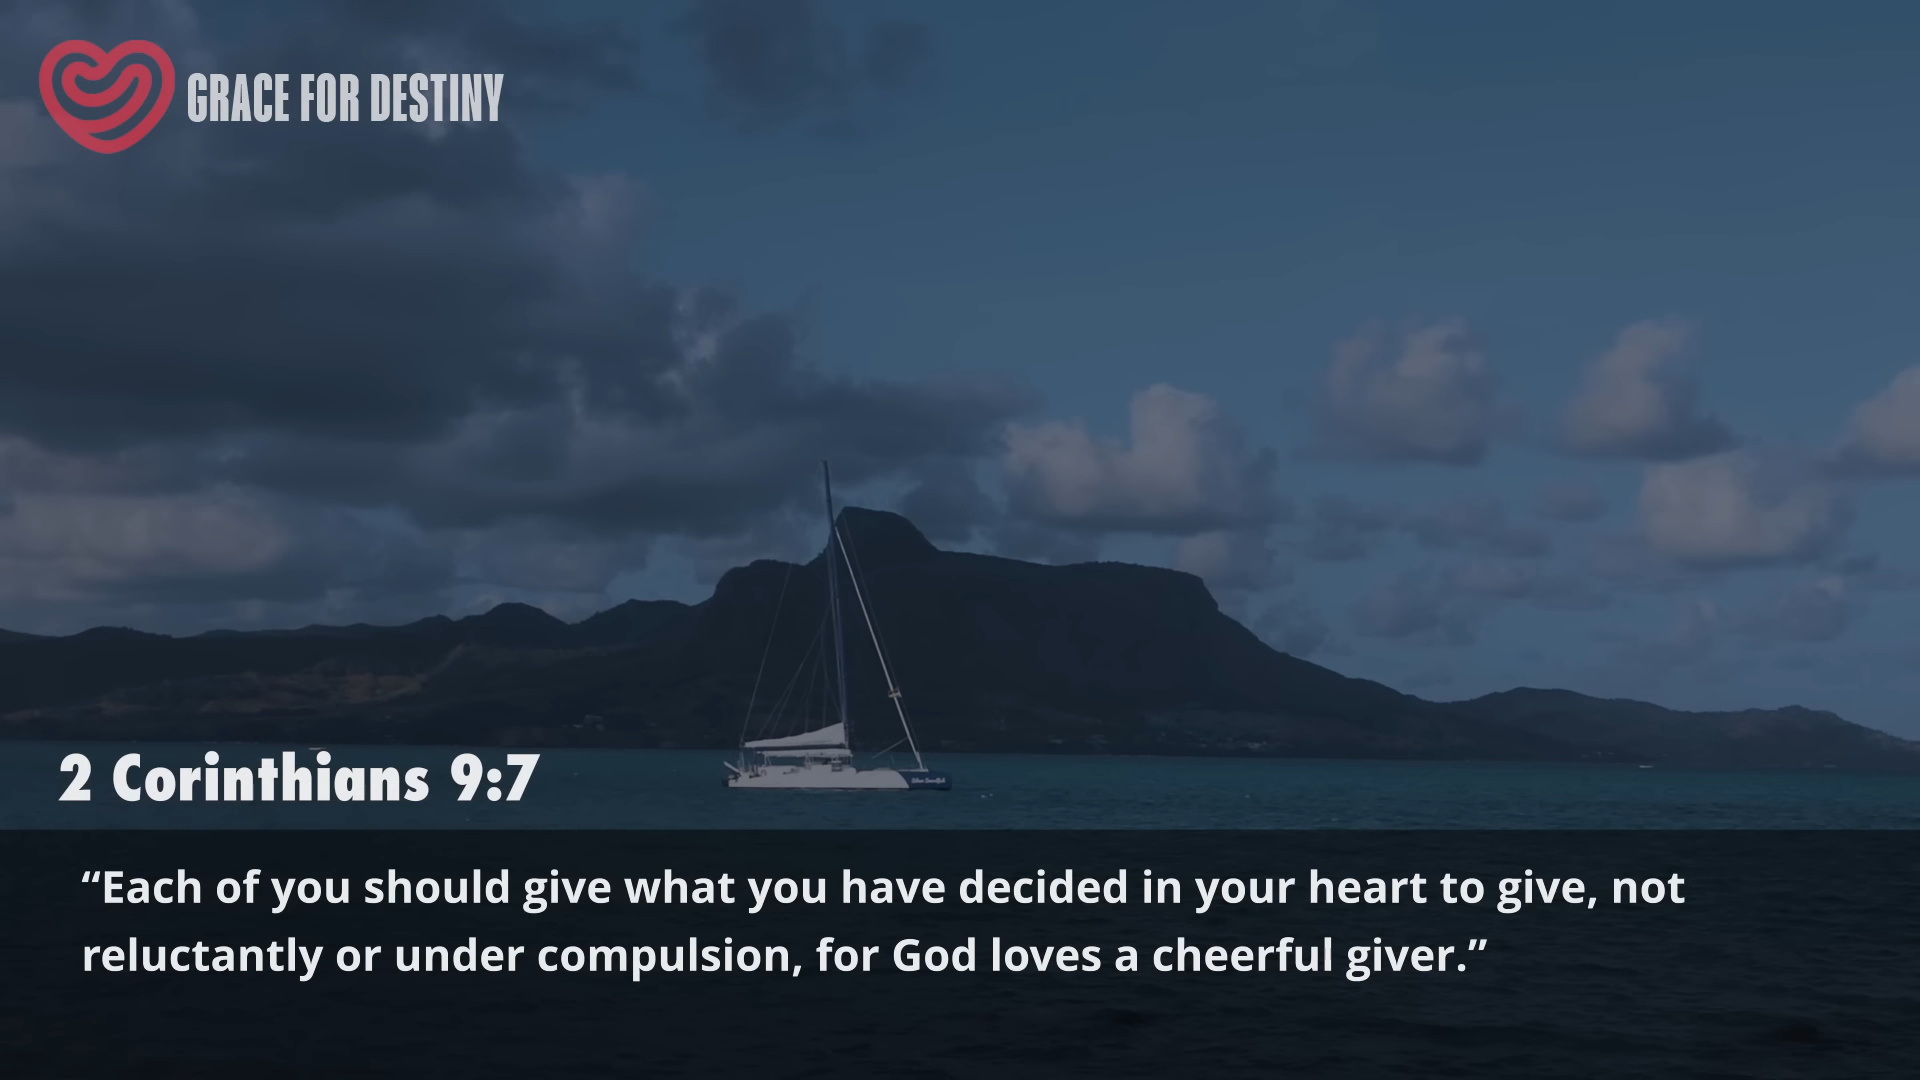 GRACE FOR DESTINY
2 Corinthians 9:7
“Each of you should give what you have decided in your heart to give, not
reluctantly or under compulsion, for God loves a cheerful giver.”